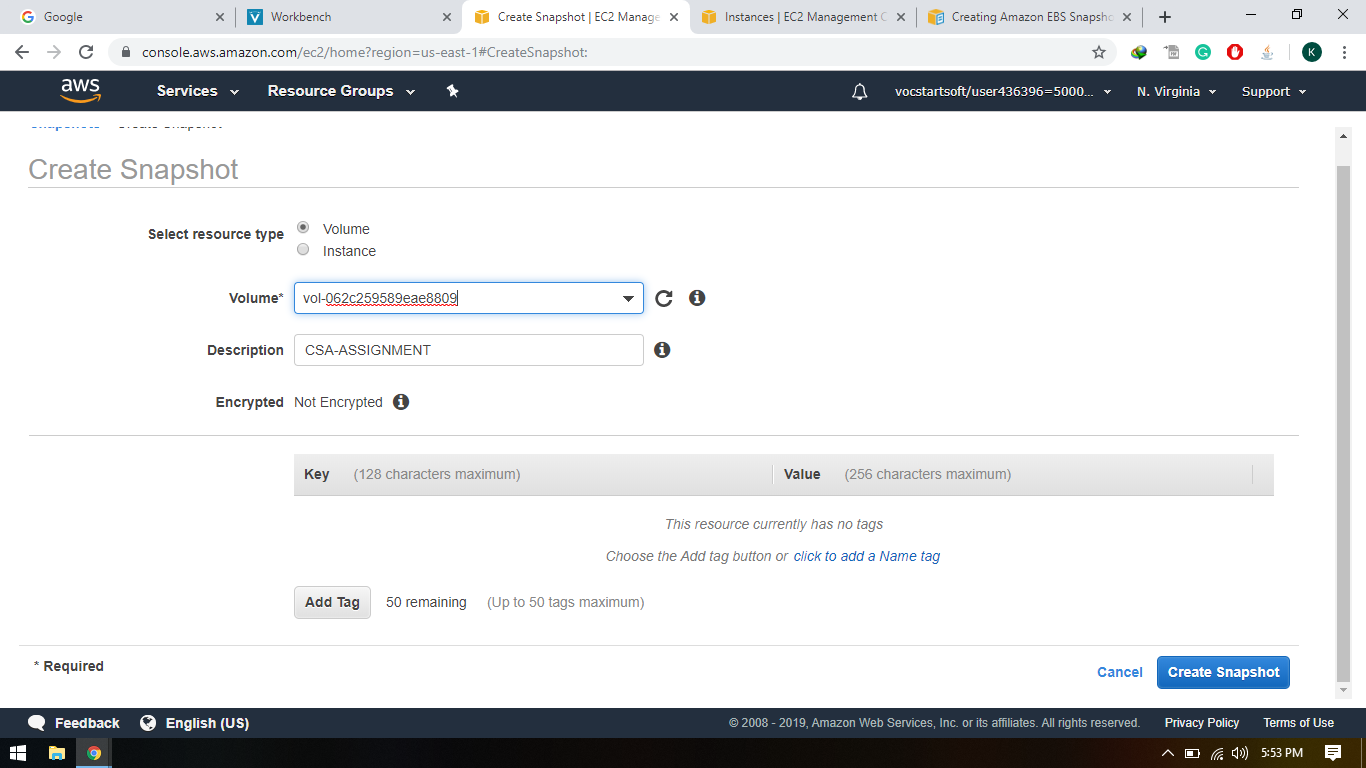 Google
Workbench
Create Snapshot | EC2 Manage
Instances | EC2 Management C
Creating Amazon EBS Snapsho
console.aws.amazon.com/ec2/home?region=us-east-1#CreateSnapshot:
K
aws
Services
Resource Groups
vocstartsoft/user436396=5000...
N. Virginia
Support
Snapshots
Create Snapshot
Create Snapshot
Select resource type
Volume
Instance
Volume*
vol-062c259589eae8809
Description
CSA-ASSIGNMENT
Encrypted
Not Encrypted
Key (128 characters maximum)
Value (256 characters maximum)
This resource currently has no tags
Choose the Add tag button or click to add a Name tag
Add Tag
50 remaining
(Up to 50 tags maximum)
* Required
Cancel
Create Snapshot
Feedback
English (US)
© 2008 - 2019, Amazon Web Services, Inc. or its affiliates. All rights reserved.
Privacy Policy
Terms of Use
5:53 PM